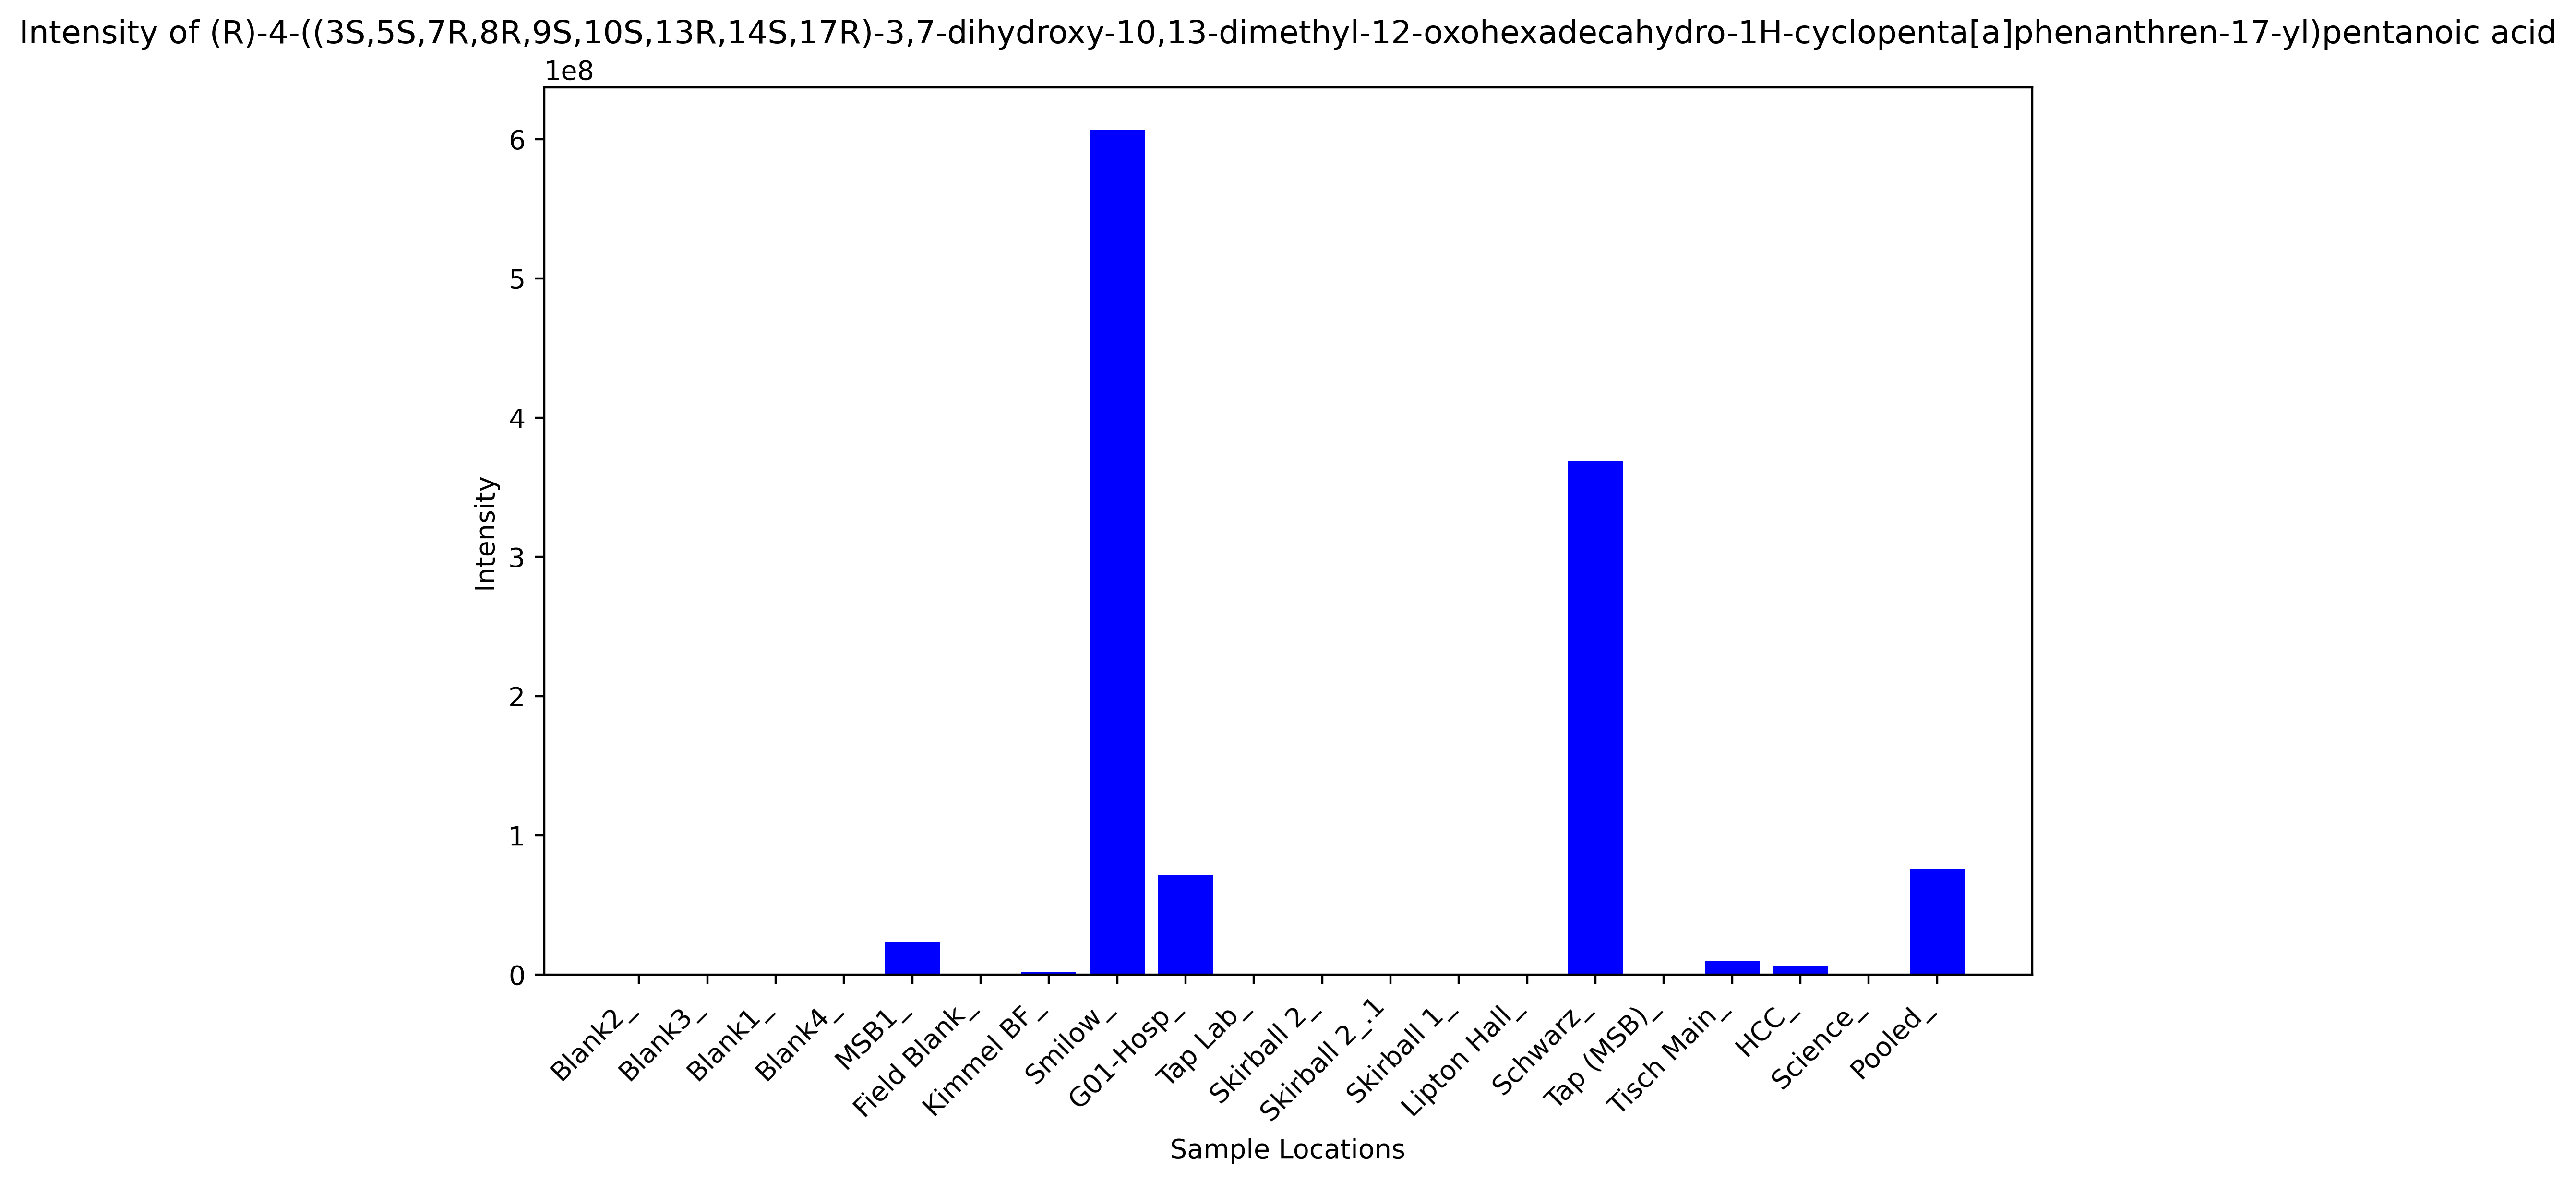 Intensity of (R)-4-((3S,5S,7R,8R,9S,10S,13R,14S,17R)-3,7-dihydroxy-10,13-dimethyl-12-oxohexadecahydro-1H-cyclopenta[a]phenanthren-17-yl)pentanoic acid
1e8
6
5
4
3
2
1
0
Intensity
Blank2_
Blank3_
Blank1_
Blank4_
MSB1_
Field Blank_
Kimmel BF_
Smilow_
G01-Hosp_
Tap Lab_
Skirball 2_
Skirball 2_.1
Skirball 1_
Lipton Hall_
Schwarz_
Tap (MSB)_
Tisch Main_
HCC_
Science_
Pooled_
Sample Locations